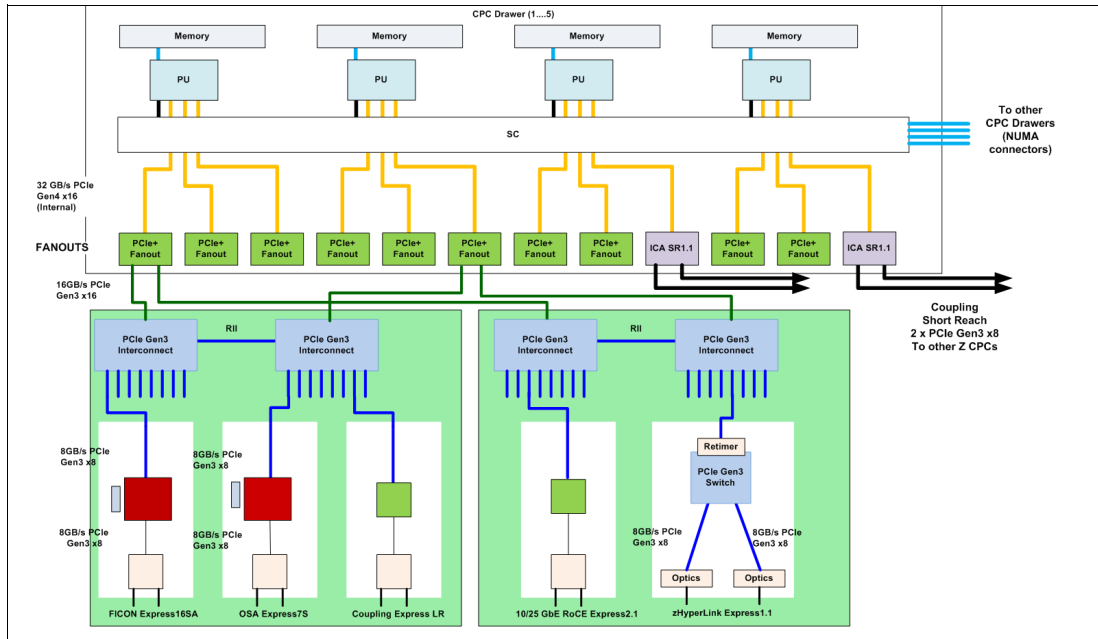 CPC Drawer (1....5)
Memory
Memory
Memory
Memory
PU
PU
PU
PU
SC
To other
CPC Drawers
(NUMA
connectors)
32 GB/s PCIe
Gen4 x16
(Internal)
FANOUTS
PCIe+
Fanout
PCIe+
Fanout
PCIe+
Fanout
PCIe+
Fanout
PCIe+
Fanout
PCIe+
Fanout
PCIe+
Fanout
PCIe+
Fanout
ICA SR1.1
PCIe+
Fanout
PCIe+
Fanout
ICA SR1.1
16GB/s PCIe
Gen3 x16
Coupling
Short Reach
2 x PCIe Gen3 x8
To other Z CPCs
PCIe Gen3
Interconnect
RII
PCIe Gen3
Interconnect
PCIe Gen3
Interconnect
RII
PCIe Gen3
Interconnect
8GB/s PCIe
Gen3 x8
8GB/s PCIe
Gen3 x8
Retimer
PCIe Gen3
Switch
8GB/s PCIe
Gen3 x8
8GB/s PCIe
Gen3 x8
8GB/s PCIe
Gen3 x8
8GB/s PCIe
Gen3 x8
Optics
Optics
FICON Express16SA
OSA Express7S
Coupling Express LR
10/25 GbE RoCE Express2.1
zHyperLink Express1.1